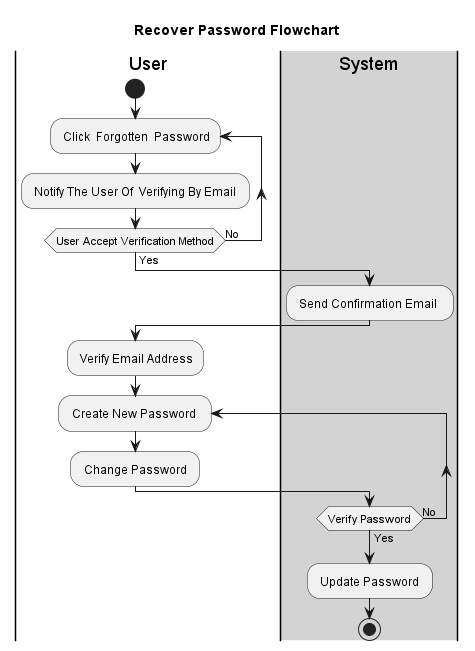 Recover Password Flowchart
User
System
Click Forgotten Password
Notify The User Of Verifying By Email
User Accept Verification Method
No
Yes
Send Confirmation Email
Verify Email Address
Create New Password
Change Password
Verify Password
No
Yes
Update Password